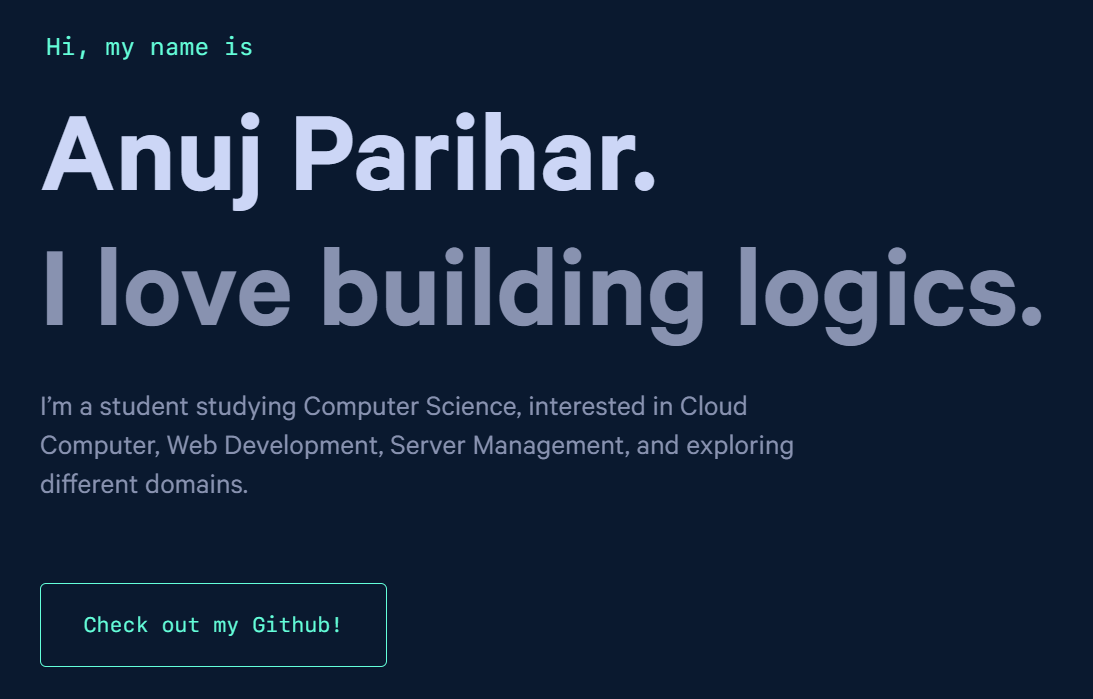 Hi, my name is
Anuj Parihar.
I love building logics.
I’m a student studying Computer Science, interested in Cloud
Computer, Web Development, Server Management, and exploring
different domains.
Check out my Github!